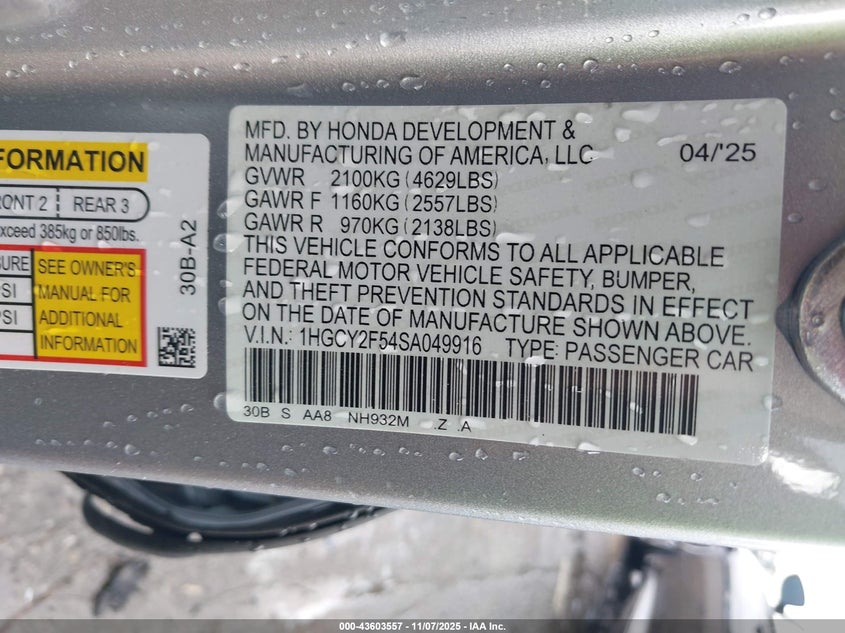 FORMATION
RONT 2 | REAR 3
exceed 385kg or 850lbs.
URE SEE OWNER'S
PSI MANUAL FOR
PSI ADDITIONAL
INFORMATION
30B-A2
MFD. BY HONDA DEVELOPMENT &
MANUFACTURING OF AMERICA, LLC 04/'25
GVWR 2100KG (4629LBS)
GAWR F 1160KG (2557LBS)
GAWR R 970KG (2138LBS)
THIS VEHICLE CONFORMS TO ALL APPLICABLE
FEDERAL MOTOR VEHICLE SAFETY, BUMPER,
AND THEFT PREVENTION STANDARDS IN EFFECT
ON THE DATE OF MANUFACTURE SHOWN ABOVE.
V.I.N.: 1HGCY2F54SA049916 TYPE: PASSENGER CAR
30B S AA8 NH932M .Z .A
000-43603557 — 11/07/2025 — IAA Inc.